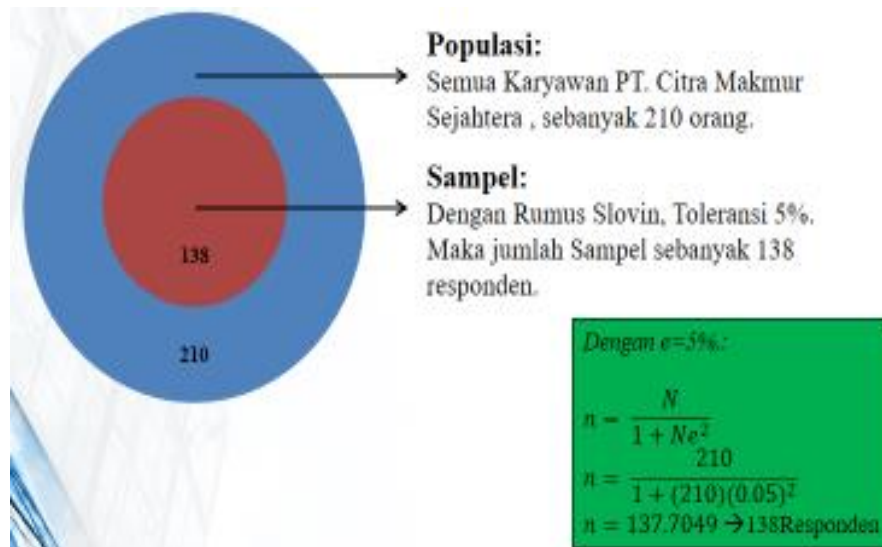 Populasi:
Semua Karyawan PT. Citra Makmur
Sejahtera , sebanyak 210 orang.
Sampel:
Dengan Rumus Slovin, Toleransi 5%.
Maka jumlah Sampel sebanyak 138
responden.
138
210
Dengan e=5%.:
n = N / 1 + Ne²
n = 210 / 1 + (210)(0.05)²
n = 137.7049 →138Responden